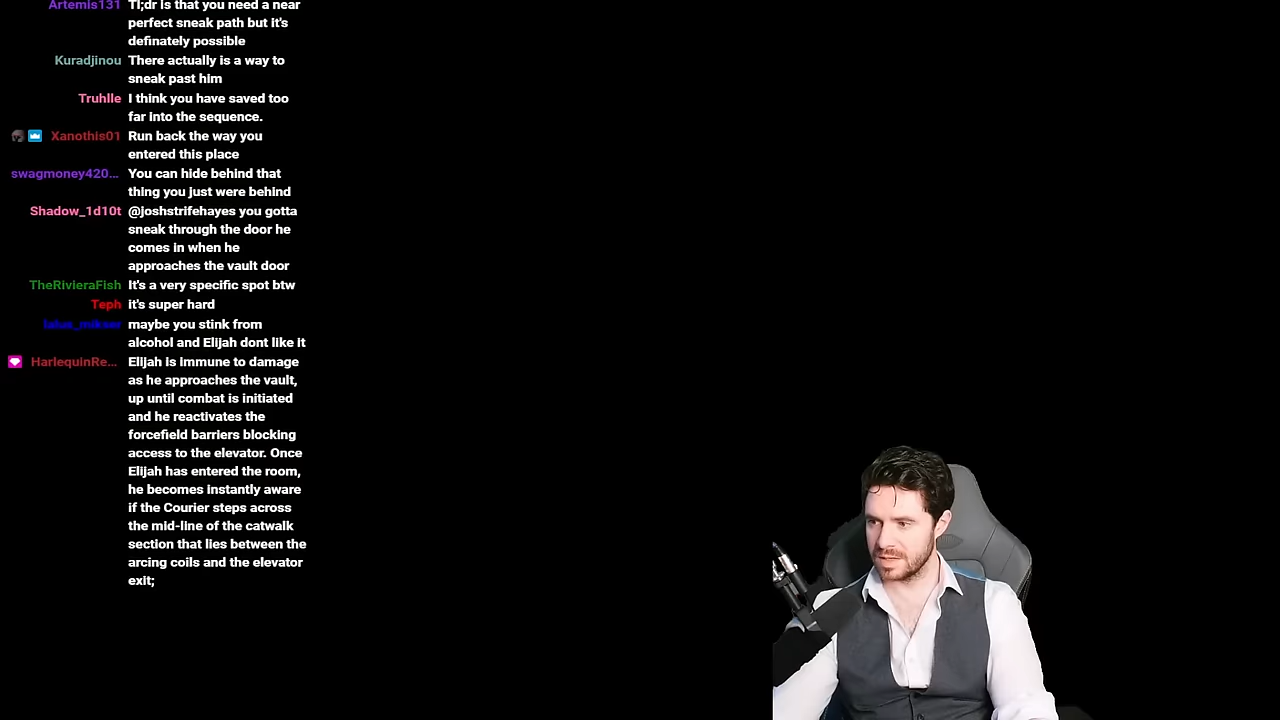 Artemis131 Tl;dr is that you need a near
perfect sneak path but it's
definately possible
Kuradjinou There actually is a way to
sneak past him
Truhlle I think you have saved too
far into the sequence.
Xanothis01 Run back the way you
entered this place
swagmoney420... You can hide behind that
thing you just were behind
Shadow_1d10t @joshstrifehayes you gotta
sneak through the door he
comes in when he
approaches the vault door
TheRivieraFish It's a very specific spot btw
Teph it's super hard
maybe you stink from
alcohol and Elijah dont like it
HarlequinRe... Elijah is immune to damage
as he approaches the vault,
up until combat is initiated
and he reactivates the
forcefield barriers blocking
access to the elevator. Once
Elijah has entered the room,
he becomes instantly aware
if the Courier steps across
the mid-line of the catwalk
section that lies between the
arcing coils and the elevator
exit;